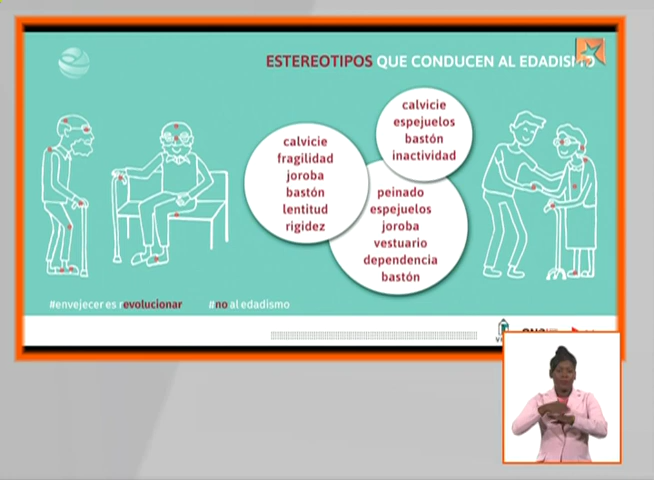 ESTEREOTIPOS QUE CONDUCEN AL EDADISMO
calvicie
espejuelos
bastón
inactividad
calvicie
fragilidad
joroba
bastón
lentitud
rigidez
peinado
espejuelos
joroba
vestuario
dependencia
bastón
#envejecer es revolucionar #no al edadismo